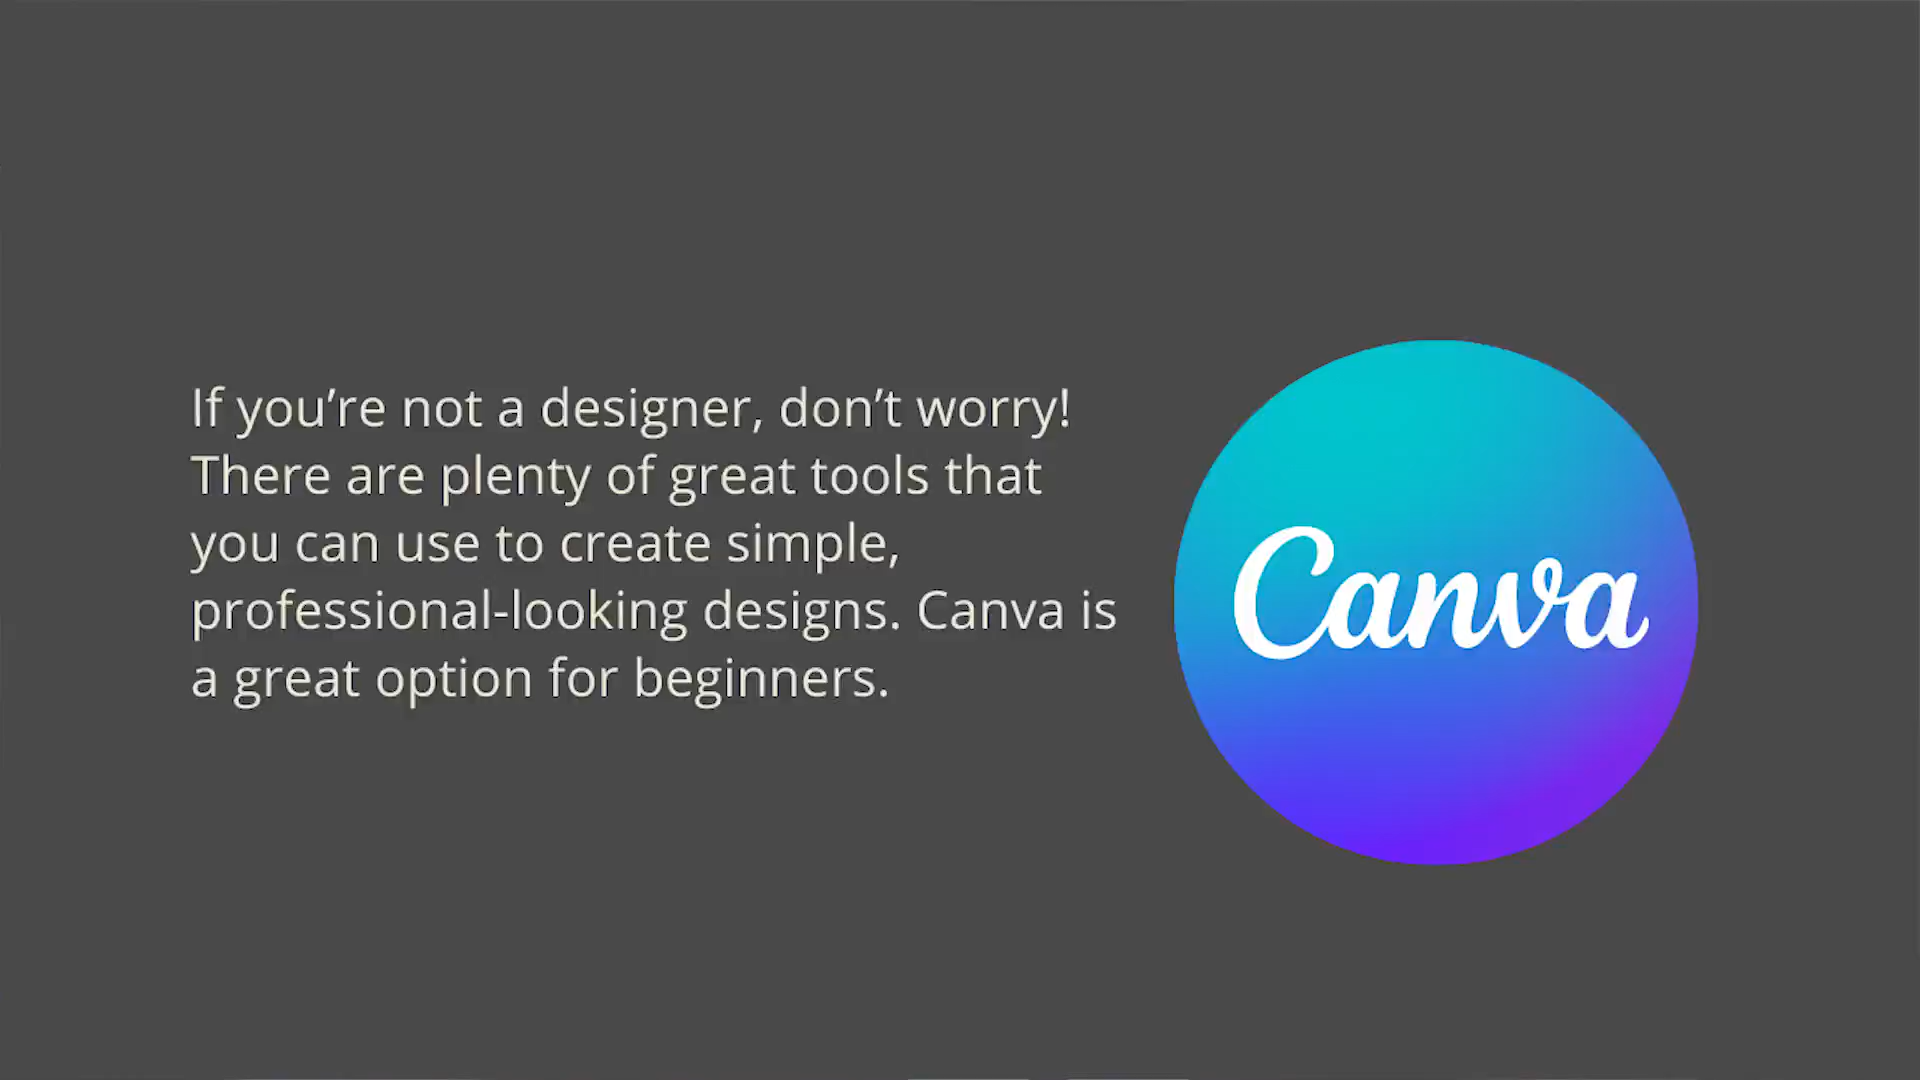 If you’re not a designer, don’t worry!
There are plenty of great tools that
you can use to create simple,
professional-looking designs. Canva is
a great option for beginners.
Canva